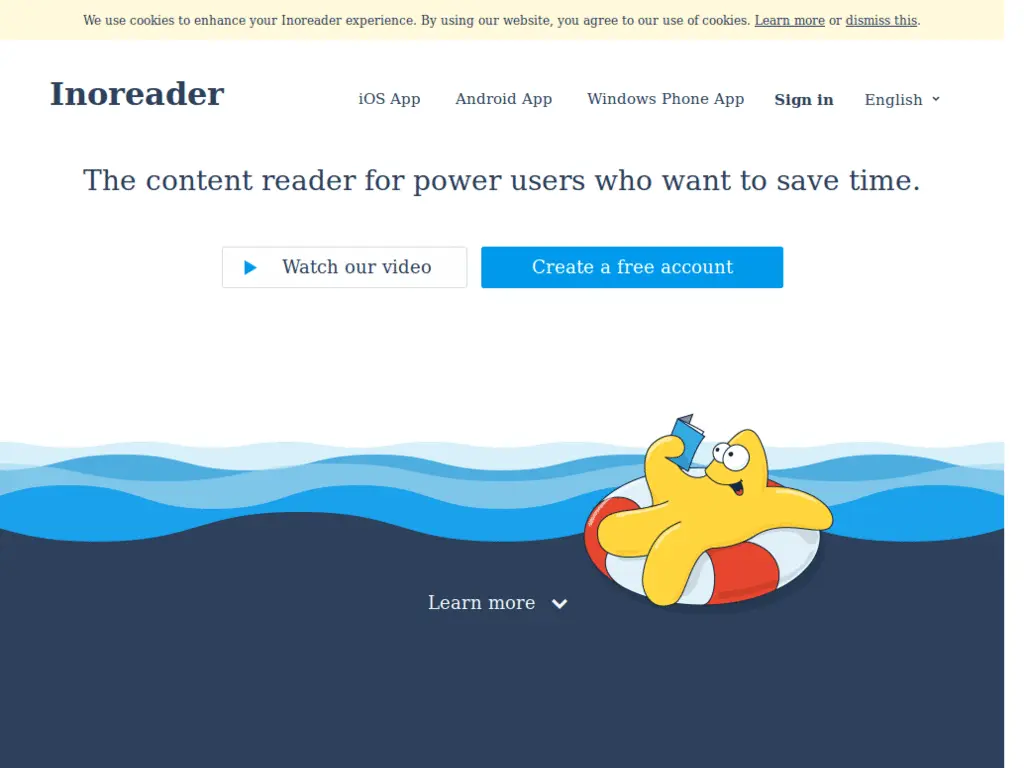 We use cookies to enhance your Inoreader experience. By using our website, you agree to our use of cookies. Learn more or dismiss this.
Inoreader
iOS App
Android App
Windows Phone App
Sign in
English
The content reader for power users who want to save time.
Watch our video
Create a free account
Learn more